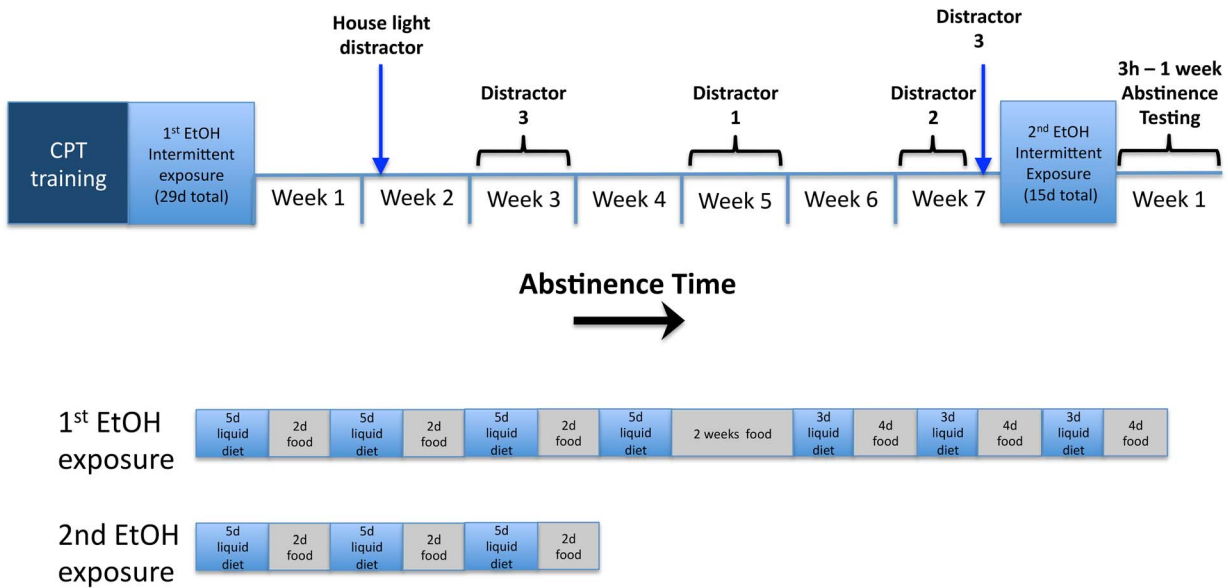 House light
distractor
Distractor
3
Distractor
3
Distractor
1
Distractor
2
3h – 1 week
Abstinence
Testing
CPT
training
1st EtOH
Intermittent
exposure
(29d total)
Week 1
Week 2
Week 3
Week 4
Week 5
Week 6
Week 7
2nd EtOH
Intermittent
Exposure
(15d total)
Week 1
Abstinence Time
1st EtOH
exposure
5d
liquid
diet
2d
food
5d
liquid
diet
2d
food
5d
liquid
diet
2d
food
5d
liquid
diet
2 weeks food
3d
liquid
diet
4d
food
3d
liquid
diet
4d
food
3d
liquid
diet
4d
food
2nd EtOH
exposure
5d
liquid
diet
2d
food
5d
liquid
diet
2d
food
5d
liquid
diet
2d
food